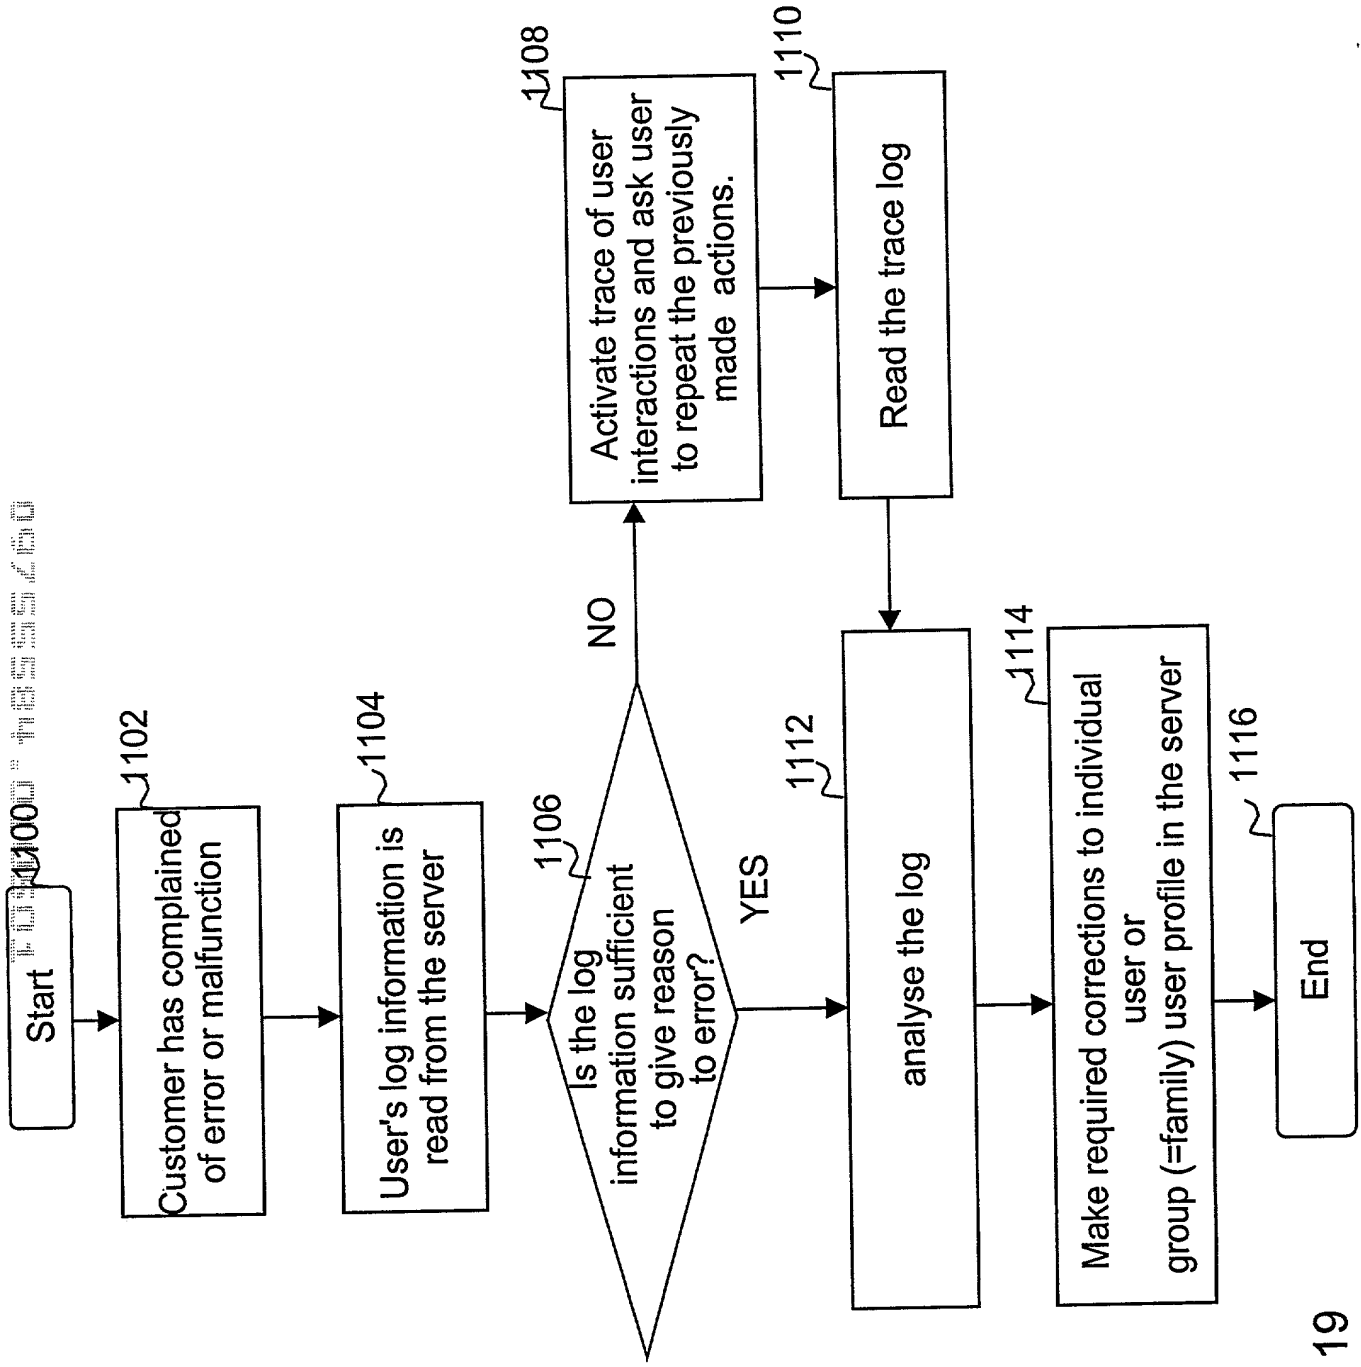 1100
Start
1102
Customer has complained
of error or malfunction
1104
User's log information is
read from the server
1106
Is the log
information sufficient
to give reason
to error?
NO
YES
1108
Activate trace of user
interactions and ask user
to repeat the previously
made actions.
1110
Read the trace log
1112
analyse the log
1114
Make required corrections to individual
user or
group (=family) user profile in the server
1116
End
19